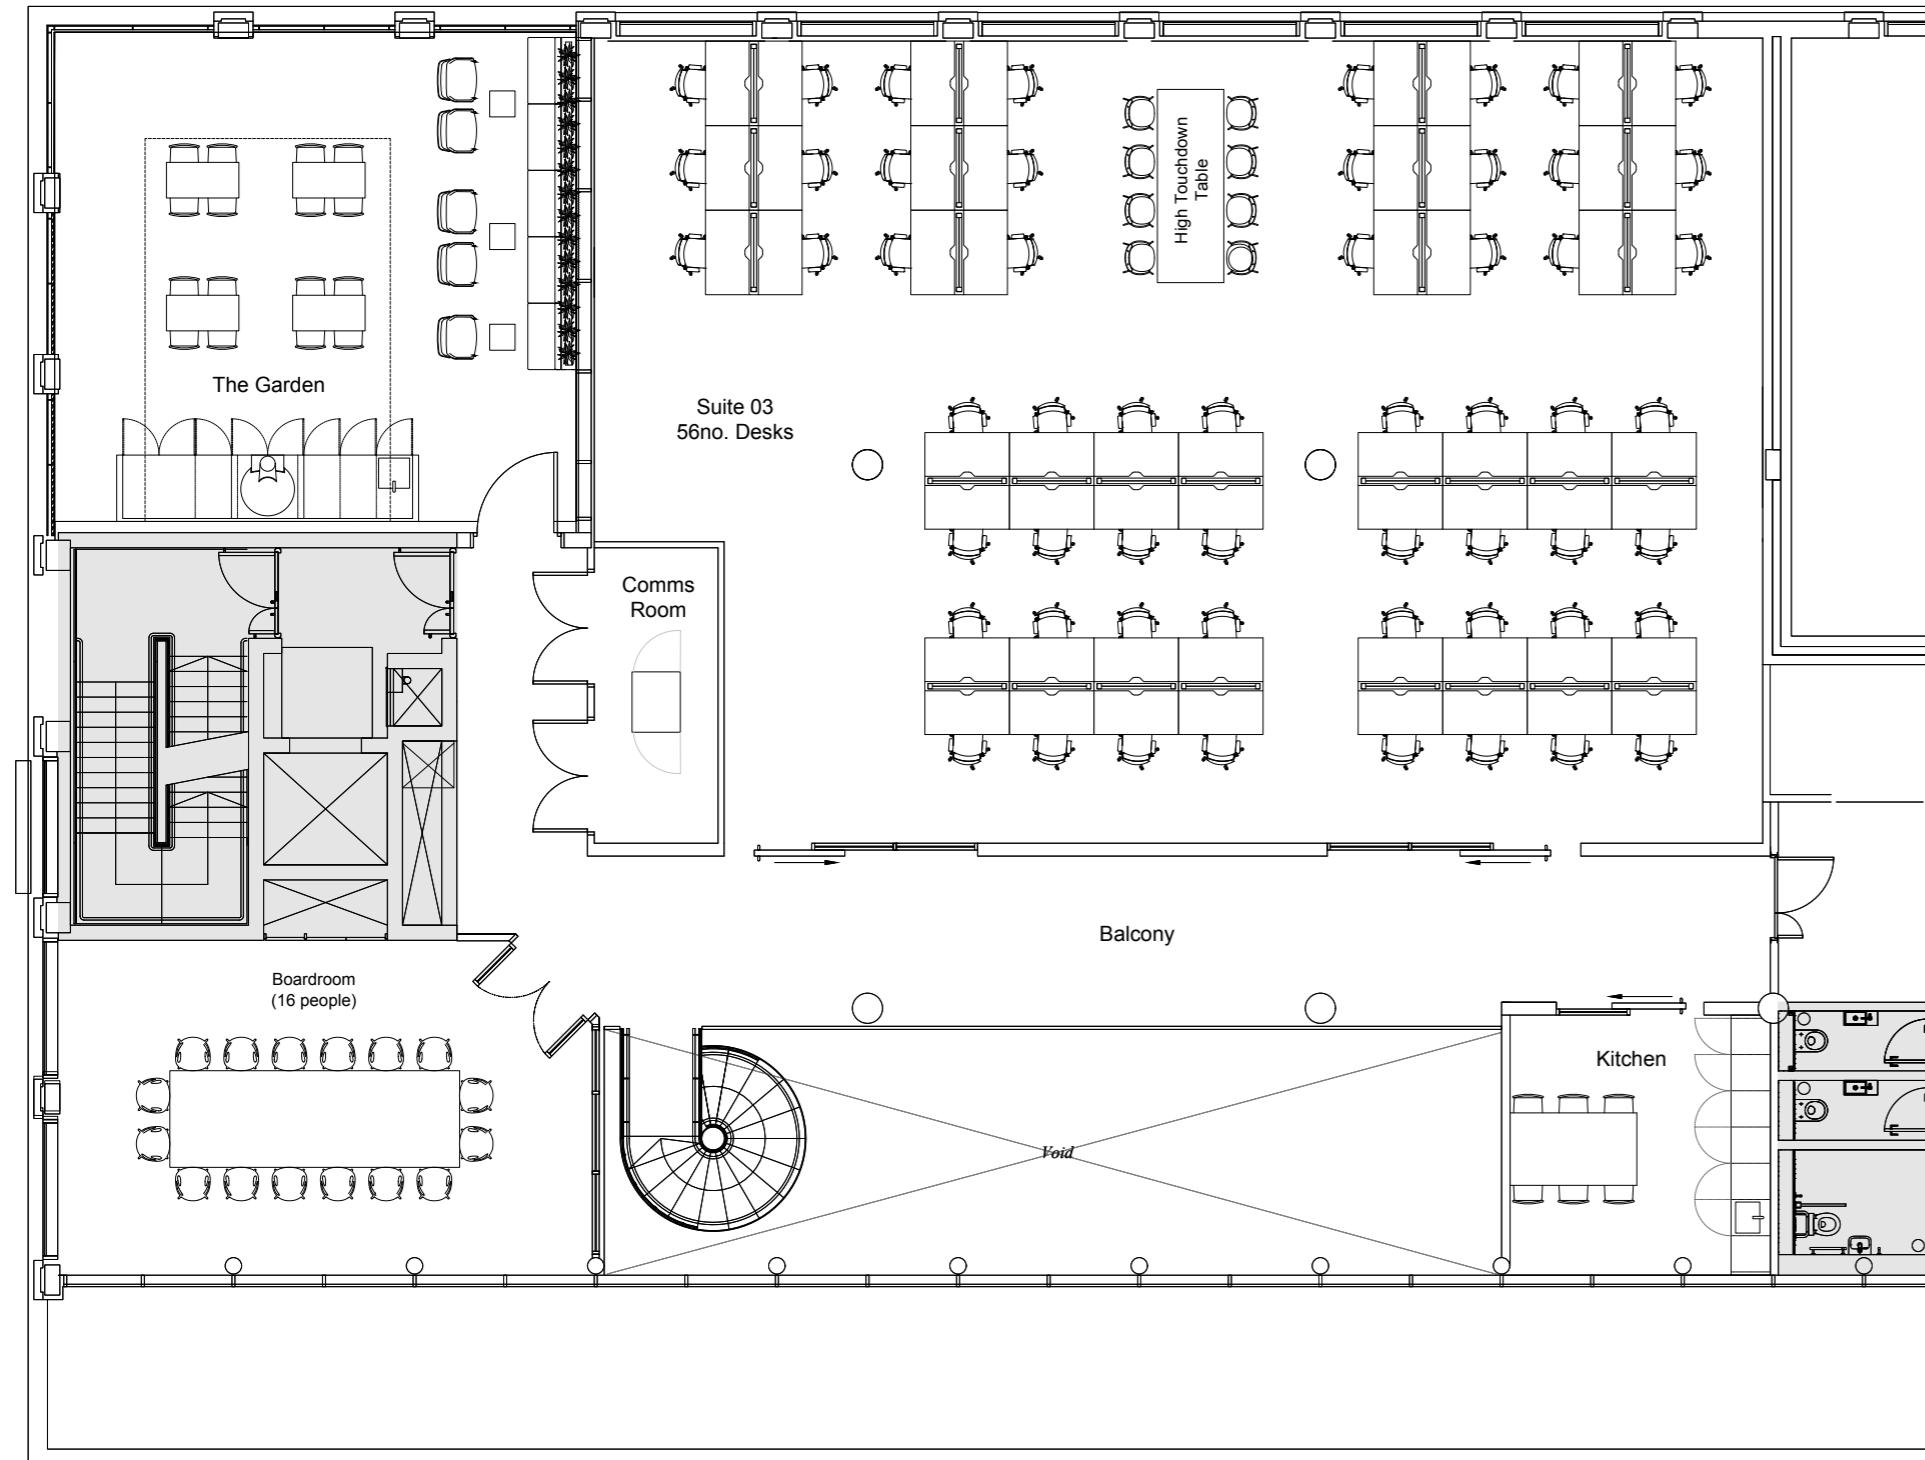 High Touchdown
Table
The Garden
Suite 03
56no. Desks
Comms
Room
Balcony
Boardroom
(16 people)
Kitchen
Void